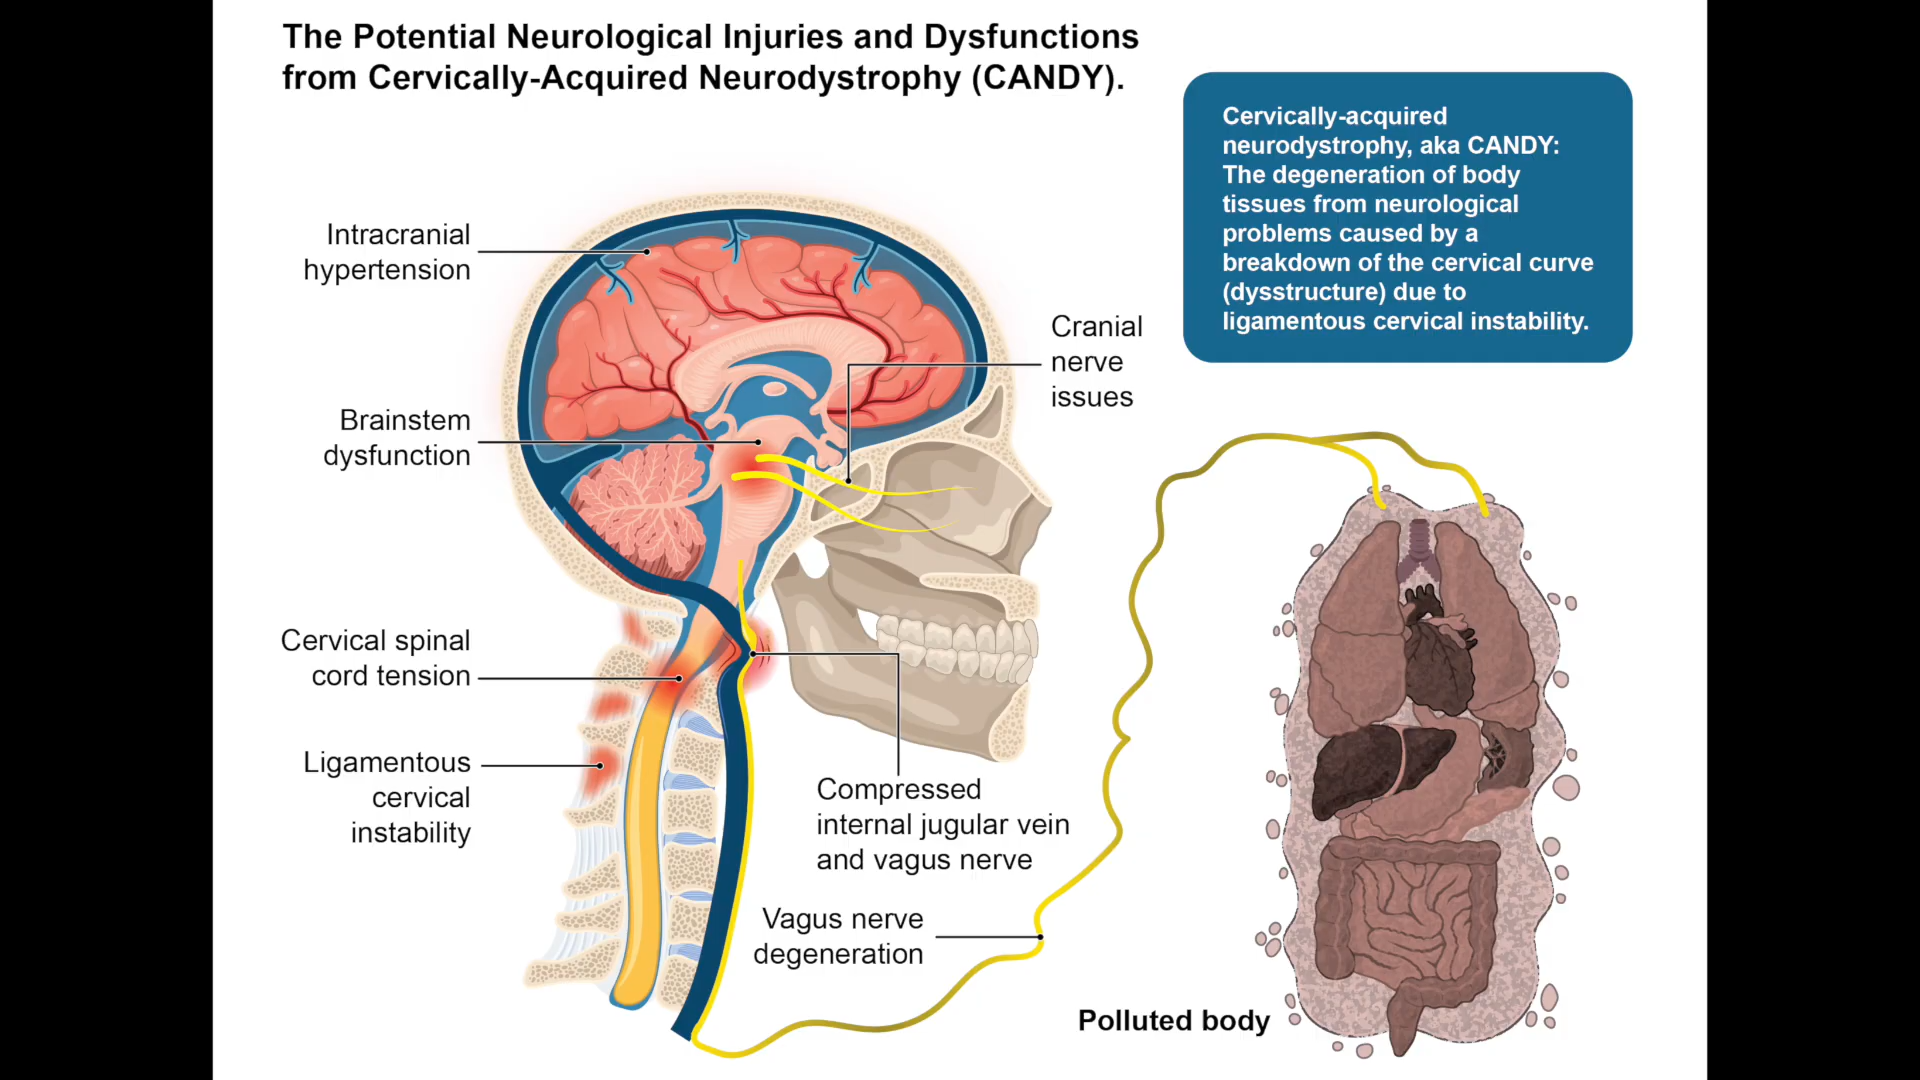 The Potential Neurological Injuries and Dysfunctions
from Cervically-Acquired Neurodystrophy (CANDY).
Cervically-acquired
neurodystrophy, aka CANDY:
The degeneration of body
tissues from neurological
problems caused by a
breakdown of the cervical curve
(dysstructure) due to
ligamentous cervical instability.
Intracranial
hypertension
Cranial
nerve
issues
Brainstem
dysfunction
Cervical spinal
cord tension
Ligamentous
cervical
instability
Compressed
internal jugular vein
and vagus nerve
Vagus nerve
degeneration
Polluted body